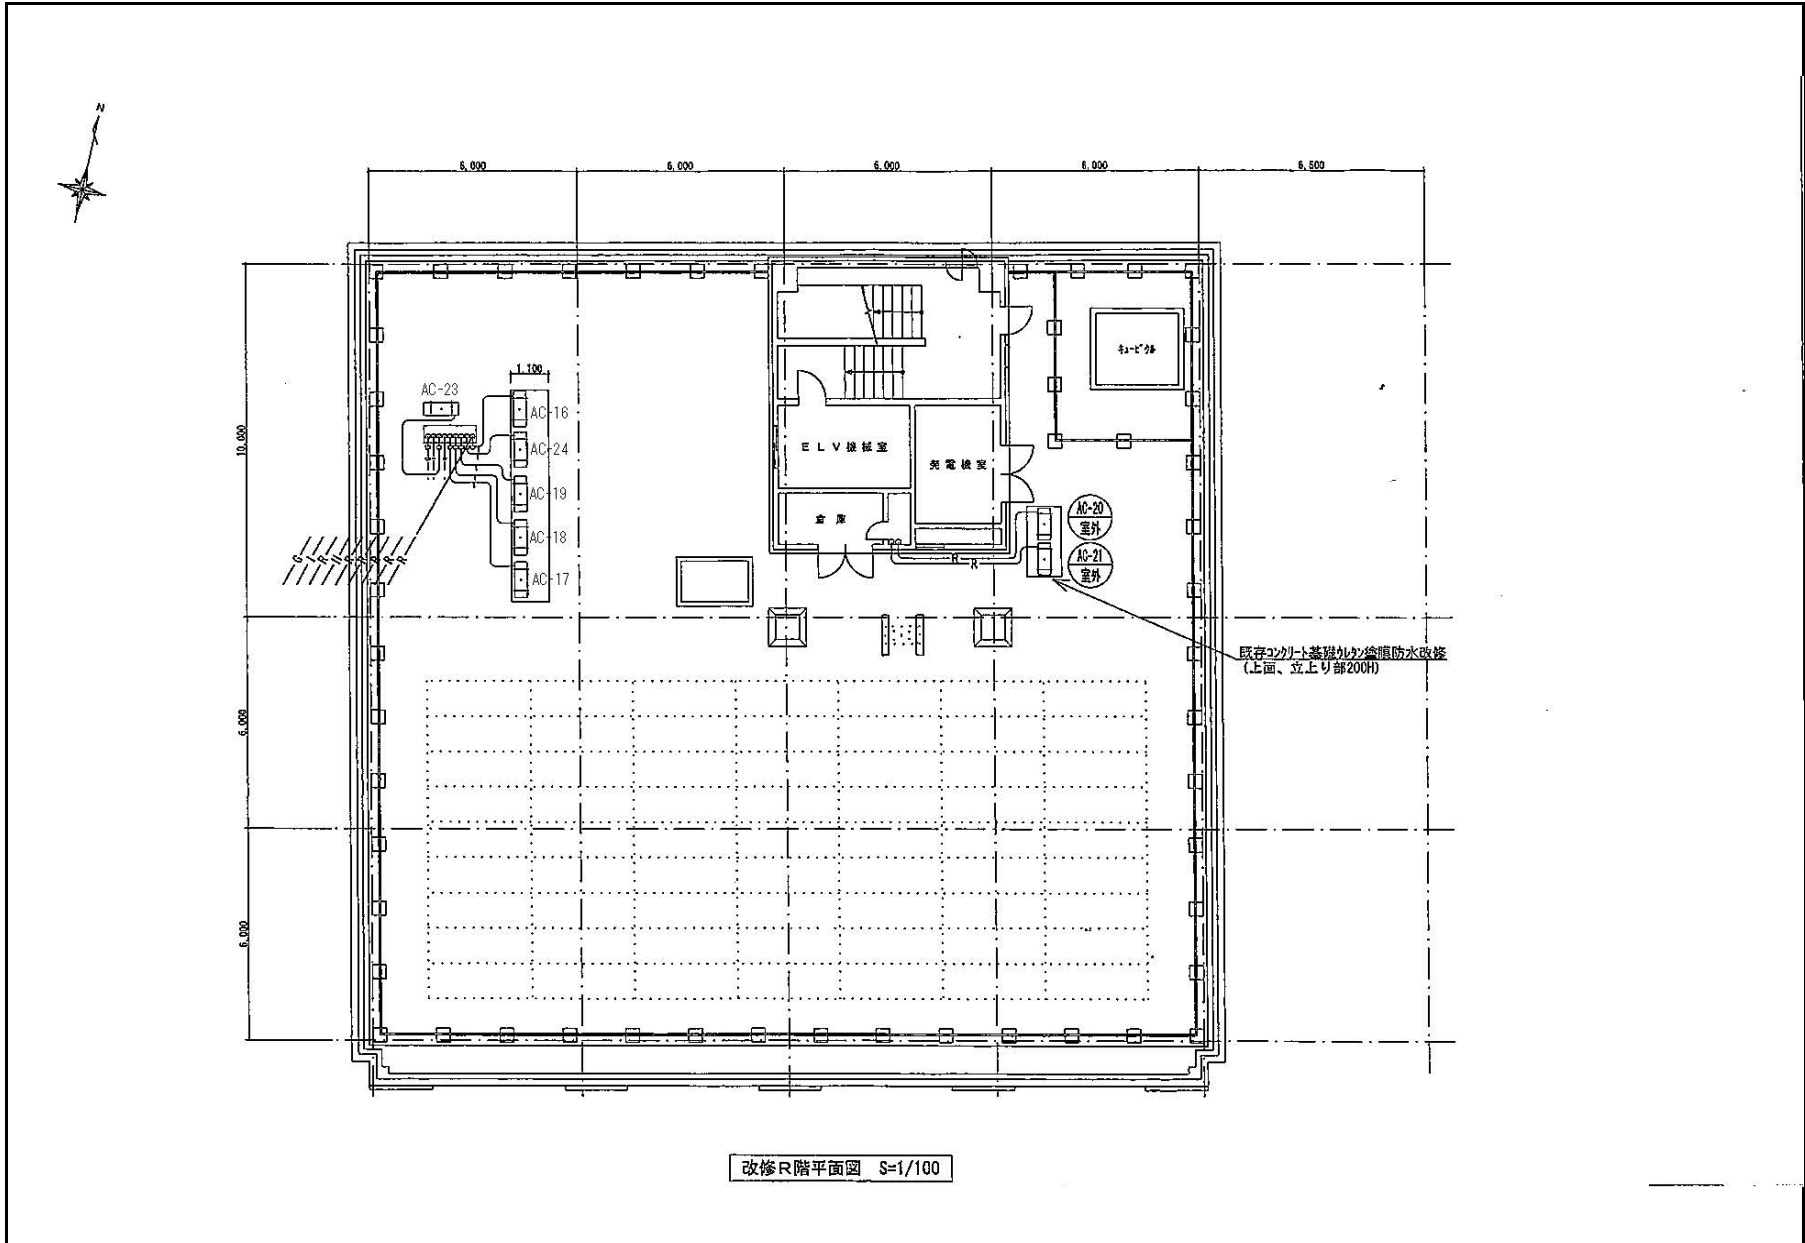 N
6,000
6,000
6,000
6,000
6,500
10,000
6,000
6,000
1,100
AC-23
AC-16
AC-24
AC-19
AC-18
AC-17
キュービクル
ELV機械室
発電機室
倉庫
AC-20
室外
AC-21
室外
R
R
既存コンクリート基礎ウレタン塗膜防水改修
(上面、立上り部200H)
改修R階平面図 S=1/100